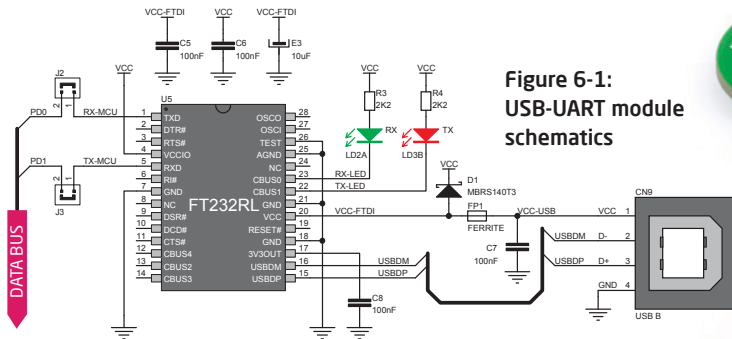 VCC-FTDI VCC VCC-FTDI
C5 100nF
C6 100nF
E3 10uF
Figure 6-1:
USB-UART module
schematics
J2
2 1
VCC
PD0 RX-MCU
PD1 TX-MCU
2 1
J3
DATA BUS
U5
FT232RL
1 TXD
2 DTR#
3 RTS#
4 VCCIO
5 RXD
6 RI#
7 GND
8 NC
9 DSR#
10 DCD#
11 CTS#
12 CBUS4
13 CBUS2
14 CBUS3
OSCO 28
OSCI 27
TEST 26
AGND 25
NC 24
CBUS0 23
CBUS1 22
GND 21
VCC 20
RESET# 19
GND 18
3V3OUT 17
USBDM 16
USBDP 15
VCC VCC
R3 2K2
R4 2K2
RX
TX
LD2A
LD3B
RX-LED
TX-LED
VCC
D1
MBRS140T3
VCC-FTDI
FP1
FERRITE
VCC-USB
C7
100nF
C8
100nF
USBDM
USBDP
USBDM
USBDP
CN9
VCC 1
D- 2
D+ 3
GND 4
USB B